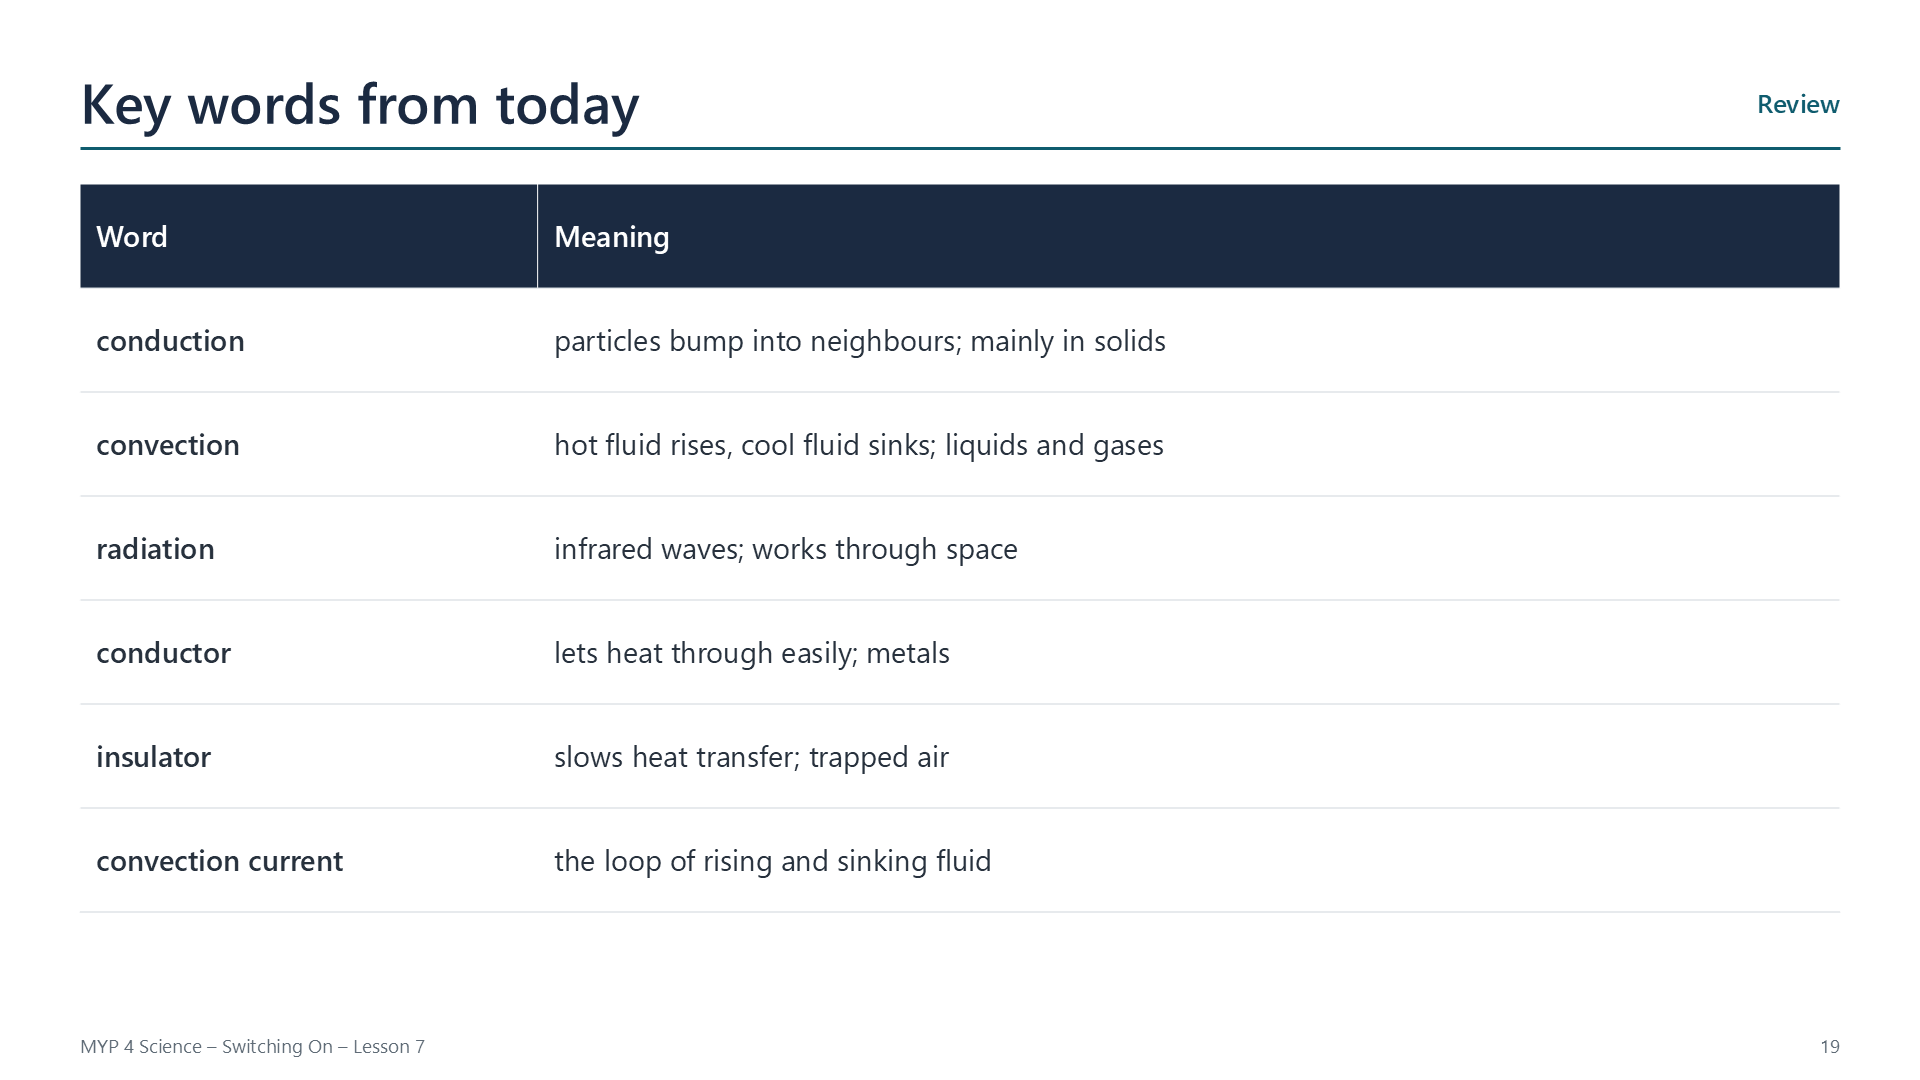 Key words from today
Review
Word Meaning
conduction particles bump into neighbours; mainly in solids
convection hot fluid rises, cool fluid sinks; liquids and gases
radiation infrared waves; works through space
conductor lets heat through easily; metals
insulator slows heat transfer; trapped air
convection current the loop of rising and sinking fluid
MYP 4 Science – Switching On – Lesson 7
19